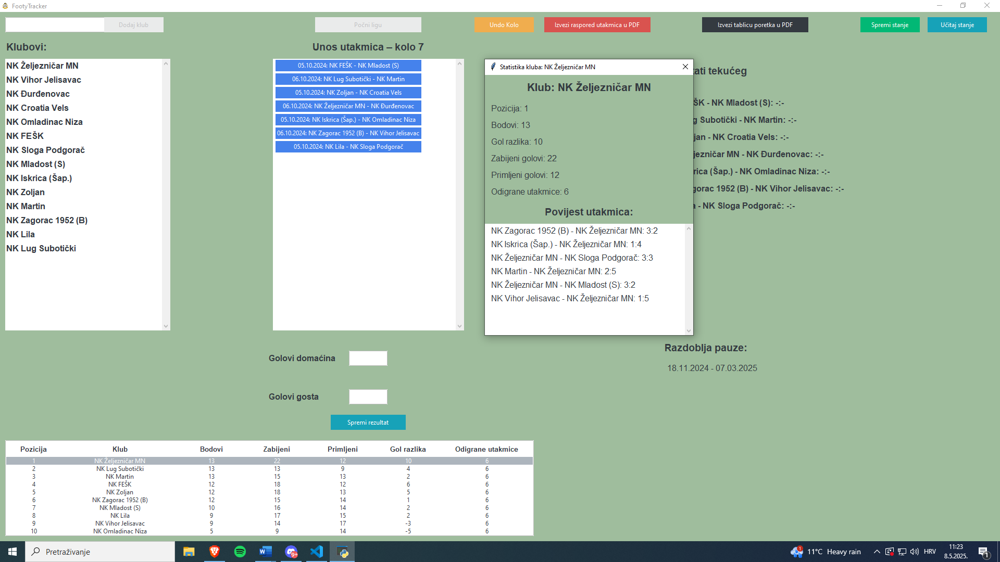 FootyTracker
Dodaj klub
Počni ligu
Undo Kolo
Izvezi raspored utakmica u PDF
Izvezi tablicu poretka u PDF
Spremi stanje
Učitaj stanje
Klubovi:
NK Željezničar MN
NK Vihor Jelisavac
NK Đurđenovac
NK Croatia Vels
NK Omladinac Niza
NK FEŠK
NK Sloga Podgorač
NK Mladost (S)
NK Iskrica (Šap.)
NK Zoljan
NK Martin
NK Zagorac 1952 (B)
NK Lila
NK Lug Subotički
Unos utakmica – kolo 7
05.10.2024: NK FEŠK - NK Mladost (S)
06.10.2024: NK Lug Subotički - NK Martin
05.10.2024: NK Zoljan - NK Croatia Vels
06.10.2024: NK Željezničar MN - NK Đurđenovac
05.10.2024: NK Iskrica (Šap.) - NK Omladinac Niza
06.10.2024: NK Zagorac 1952 (B) - NK Vihor Jelisavac
05.10.2024: NK Lila - NK Sloga Podgorač
Statistika kluba: NK Željezničar MN
Klub: NK Željezničar MN
Pozicija: 1
Bodovi: 13
Gol razlika: 10
Zabijeni golovi: 22
Primljeni golovi: 12
Odigrane utakmice: 6
Povijest utakmica:
NK Zagorac 1952 (B) - NK Željezničar MN: 3:2
NK Iskrica (Šap.) - NK Željezničar MN: 1:4
NK Željezničar MN - NK Sloga Podgorač: 3:3
NK Martin - NK Željezničar MN: 2:5
NK Željezničar MN - NK Mladost (S): 3:2
NK Vihor Jelisavac - NK Željezničar MN: 1:5
tati tekućeg
ŠK - NK Mladost (S): -:-
g Subotički - NK Martin: -:-
jan - NK Croatia Vels: -:-
jezničar MN - NK Đurđenovac: -:-
rica (Šap.) - NK Omladinac Niza: -:-
gorac 1952 (B) - NK Vihor Jelisavac: -:-
a - NK Sloga Podgorač: -:-
Razdoblja pauze:
18.11.2024 - 07.03.2025
Golovi domaćina
Golovi gosta
Spremi rezultat
Pozicija Klub Bodovi Zabijeni Primljeni Gol razlika Odigrane utakmice
1 NK Željezničar MN 13 22 12 10 6
2 NK Lug Subotički 13 13 9 4 6
3 NK Martin 13 15 13 2 6
4 NK FEŠK 12 18 12 6 6
5 NK Zoljan 12 18 13 5 6
6 NK Zagorac 1952 (B) 12 15 14 1 6
7 NK Mladost (S) 10 16 14 2 6
8 NK Lila 9 17 15 2 6
9 NK Vihor Jelisavac 9 14 17 -3 6
10 NK Omladinac Niza 5 9 14 -5 6
Pretraživanje
9+
1
11°C Heavy rain
HRV
11:23
8.5.2025.
1